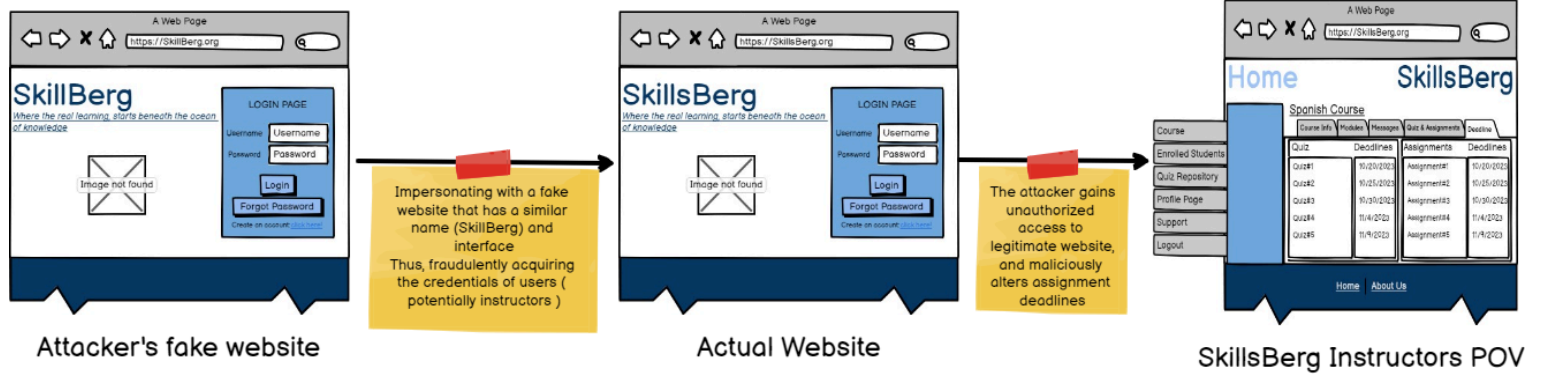 A Web Page
https://SkillBerg.org
SkillBerg
Where the real learning, starts beneath the ocean
of knowledge
Image not found
LOGIN PAGE
Username Username
Password Password
Login
Forgot Password
Create an account click here!
Attacker's fake website
Impersonating with a fake
website that has a similar
name (SkillBerg) and
interface
Thus, fraudulently acquiring
the credentials of users (
potentially instructors )
A Web Page
https://SkillsBerg.org
SkillsBerg
Where the real learning, starts beneath the ocean
of knowledge
Image not found
LOGIN PAGE
Username Username
Password Password
Login
Forgot Password
Create an account click here!
Actual Website
The attacker gains
unauthorized
access to
legitimate website,
and maliciously
alters assignment
deadlines
A Web Page
https://SkillsBerg.org
Home SkillsBerg
Course
Enrolled Students
Quiz Repository
Profile Page
Support
Logout
Spanish Course
Course Info Modules Messages Quiz & Assignments Deadline
Quiz Deadlines Assignments Deadlines
Quiz#1 10/20/2023 Assignment#1 10/20/2023
Quiz#2 10/25/2023 Assignment#2 10/25/2023
Quiz#3 10/30/2023 Assignment#3 10/30/2023
Quiz#4 11/4/2023 Assignment#4 11/4/2023
Quiz#5 11/9/2023 Assignment#5 11/9/2023
Home About Us
SkillsBerg Instructors POV